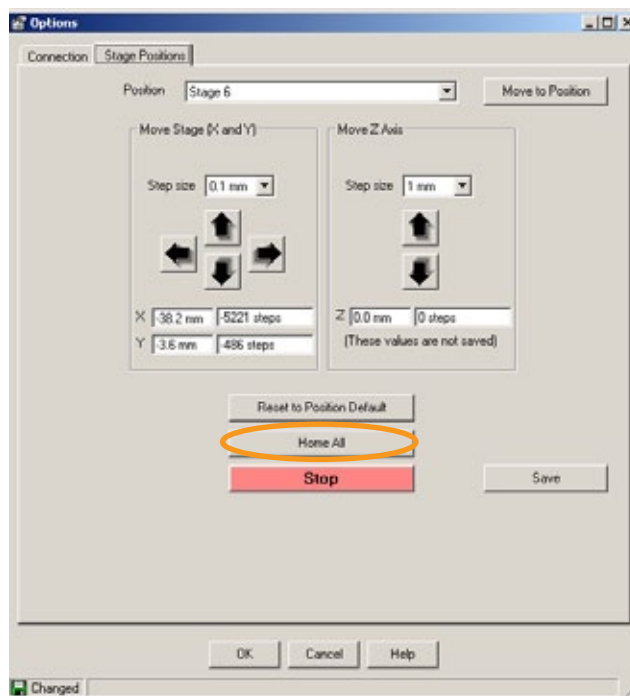 Options
Connection Stage Positions
Position Stage 6 Move to Position
Move Stage (X and Y) Move Z Axis
Step size 0.1 mm Step size 1 mm
X -38.2 mm -5221 steps Z 0.0 mm 0 steps
Y -3.6 mm -486 steps (These values are not saved)
Reset to Position Default
Home All
Stop Save
OK Cancel Help
Changed